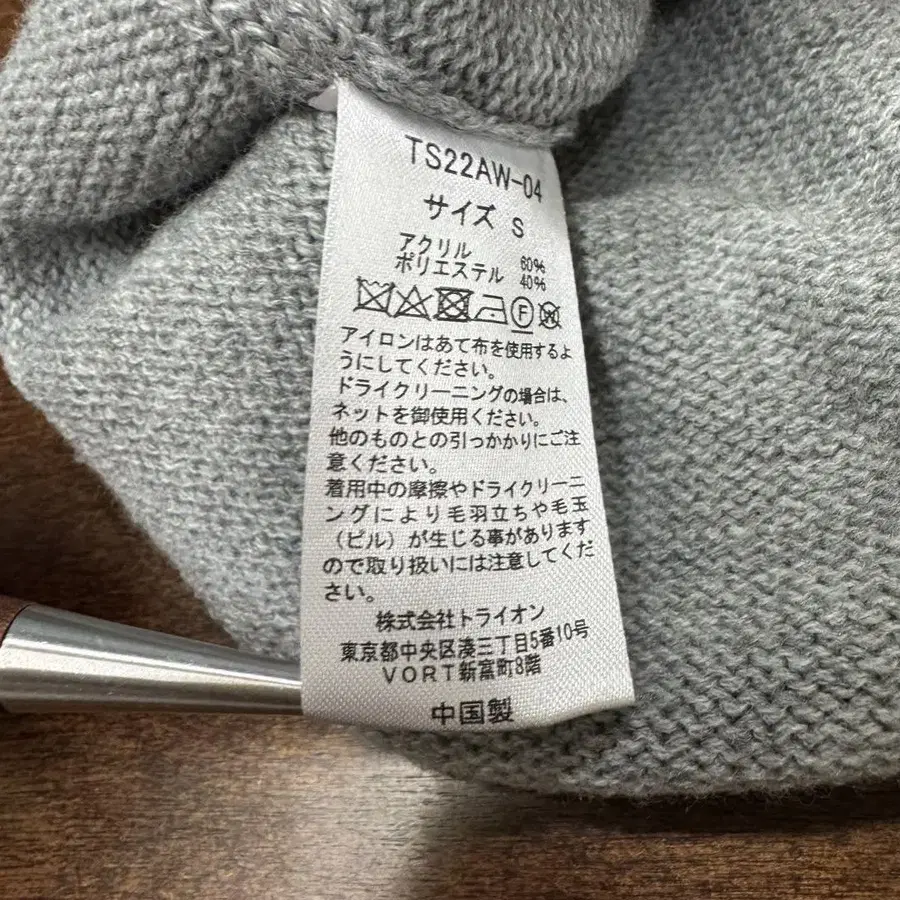 TS22AW-04
サイズ S
アクリル 60%
ポリエステル 40%
F W
アイロンはあて布を使用するよ
うにしてください。
ドライクリーニングの場合は、
ネットを御使用ください。
他のものとの引っかかりにご注
意ください。
着用中の摩擦やドライクリーニ
ングにより毛羽立ちや毛玉
(ピル)が生じる事があります
ので取り扱いには注意してくだ
さい。
株式会社トライオン
東京都中央区湊三丁目5番10号
VORT新富町8階
中国製